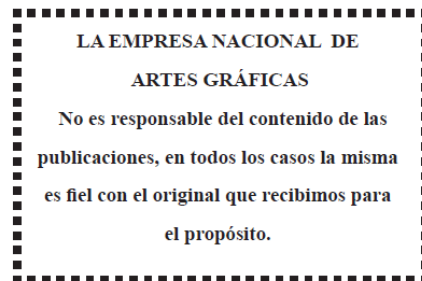 LA EMPRESA NACIONAL DE
ARTES GRÁFICAS
No es responsable del contenido de las
publicaciones, en todos los casos la misma
es fiel con el original que recibimos para
el propósito.